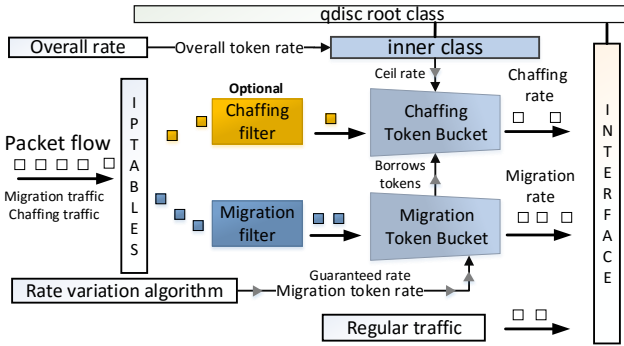 qdisc root class
Overall rate
Overall token rate
inner class
Ceil rate
Chaffing
rate
IPTABLES
Optional
Chaffing
filter
Chaffing
Token Bucket
INTERFACE
Packet flow
Migration traffic
Chaffing traffic
Borrows
tokens
Migration
rate
Migration
filter
Migration
Token Bucket
Rate variation algorithm
Guaranteed rate
Migration token rate
Regular traffic